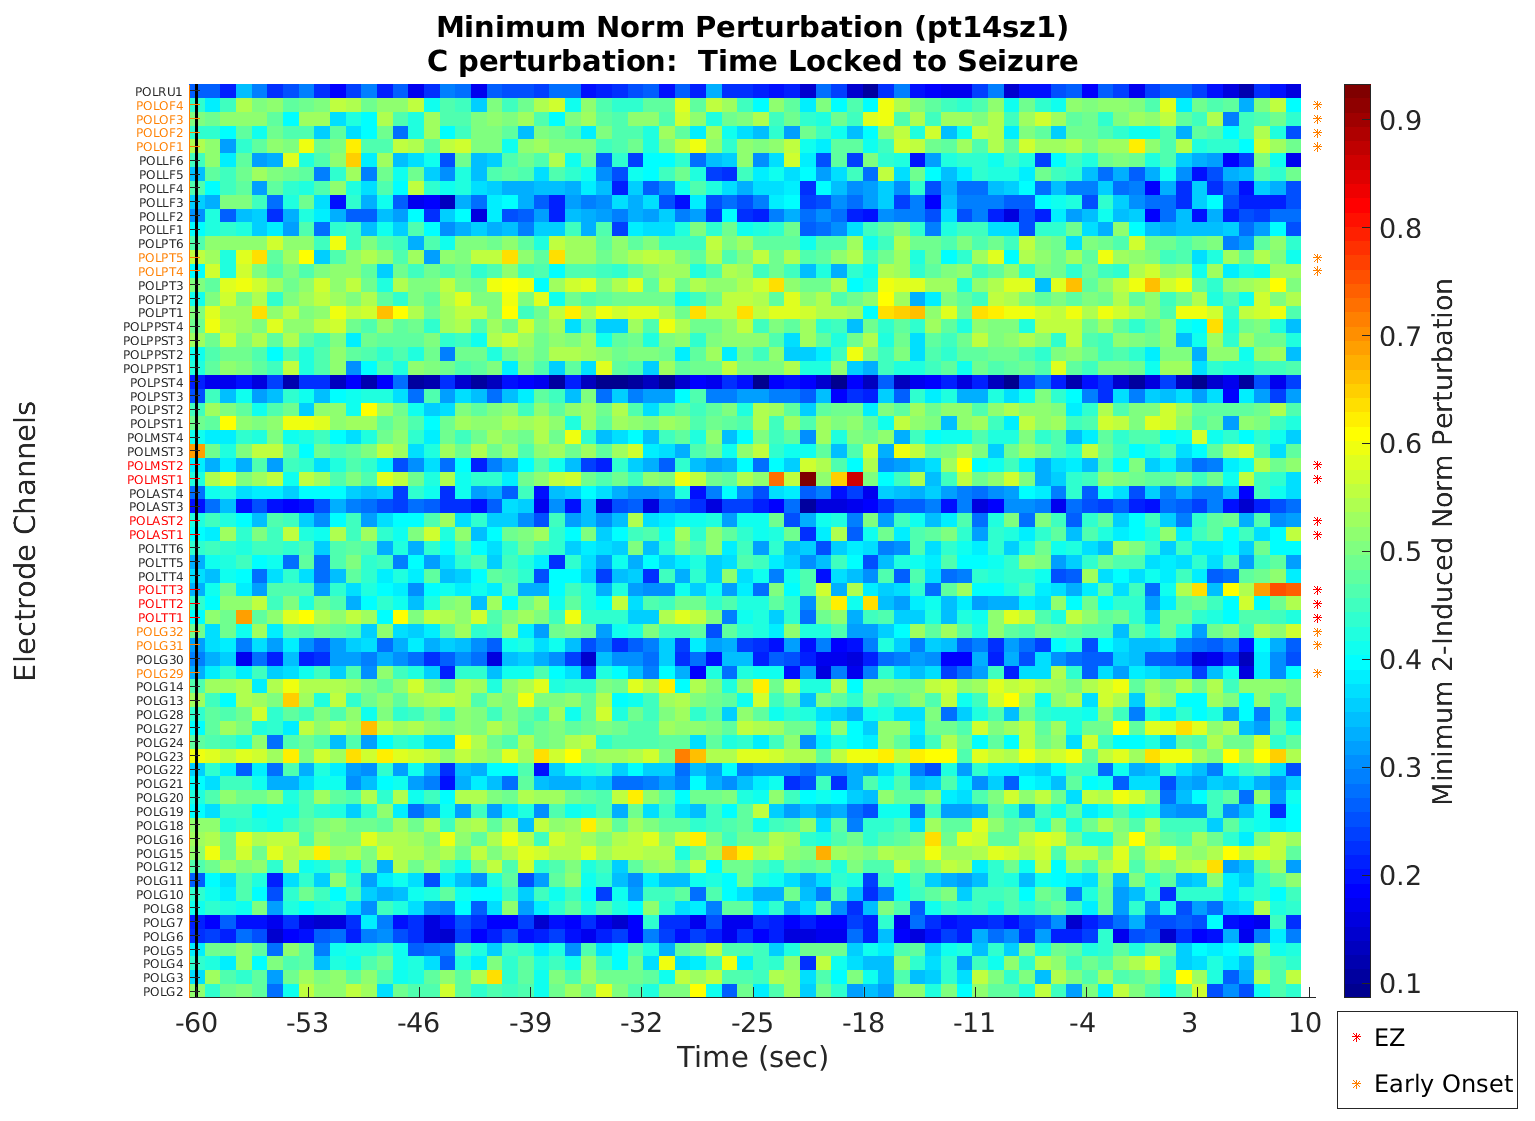 Minimum Norm Perturbation (pt14sz1)
C perturbation:  Time Locked to Seizure
Electrode Channels
POLRU1
POLOF4
POLOF3
POLOF2
POLOF1
POLLF6
POLLF5
POLLF4
POLLF3
POLLF2
POLLF1
POLPT6
POLPT5
POLPT4
POLPT3
POLPT2
POLPT1
POLPPST4
POLPPST3
POLPPST2
POLPPST1
POLPST4
POLPST3
POLPST2
POLPST1
POLMST4
POLMST3
POLMST2
POLMST1
POLAST4
POLAST3
POLAST2
POLAST1
POLTT6
POLTT5
POLTT4
POLTT3
POLTT2
POLTT1
POLG32
POLG31
POLG30
POLG29
POLG14
POLG13
POLG28
POLG27
POLG24
POLG23
POLG22
POLG21
POLG20
POLG19
POLG18
POLG16
POLG15
POLG12
POLG11
POLG10
POLG8
POLG7
POLG6
POLG5
POLG4
POLG3
POLG2
-60 -53 -46 -39 -32 -25 -18 -11 -4 3 10
Time (sec)
0.9
0.8
0.7
0.6
0.5
0.4
0.3
0.2
0.1
Minimum 2-Induced Norm Perturbation
EZ
Early Onset